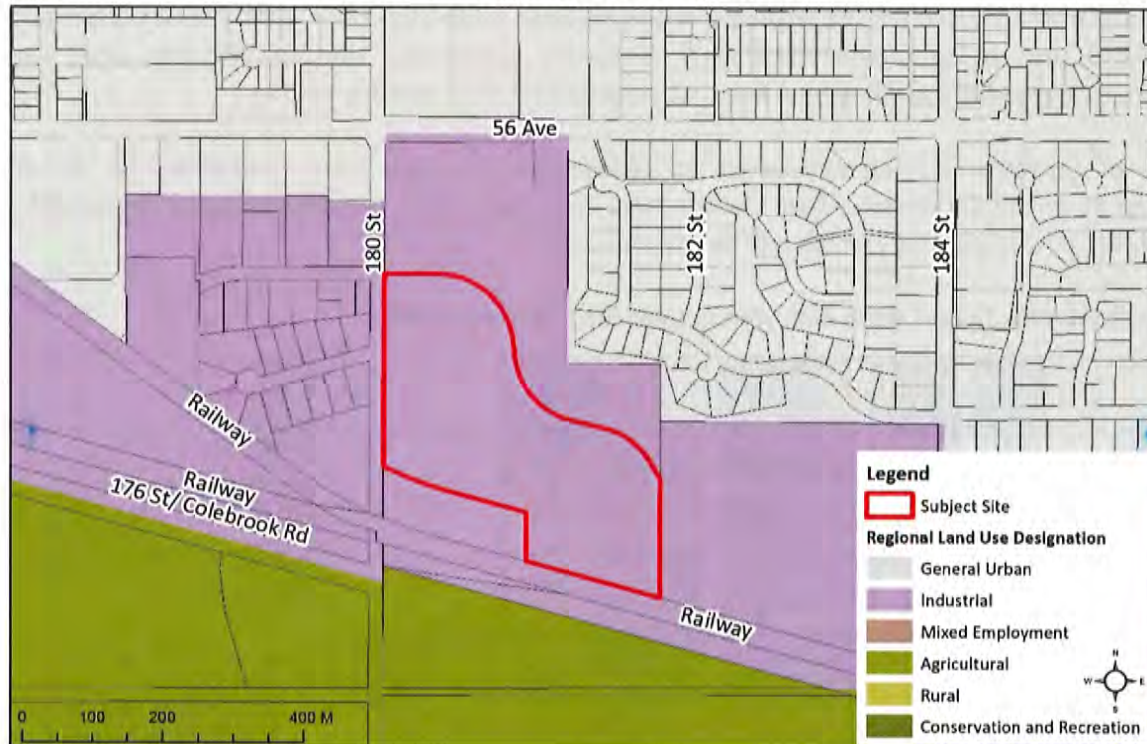 56 Ave
180 St
182 St
184 St
Railway
Railway
176 St/ Colebrook Rd
Railway
Legend
Subject Site
Regional Land Use Designation
General Urban
Industrial
Mixed Employment
Agricultural
Rural
Conservation and Recreation
N
W E
S
0 100 200 400 M